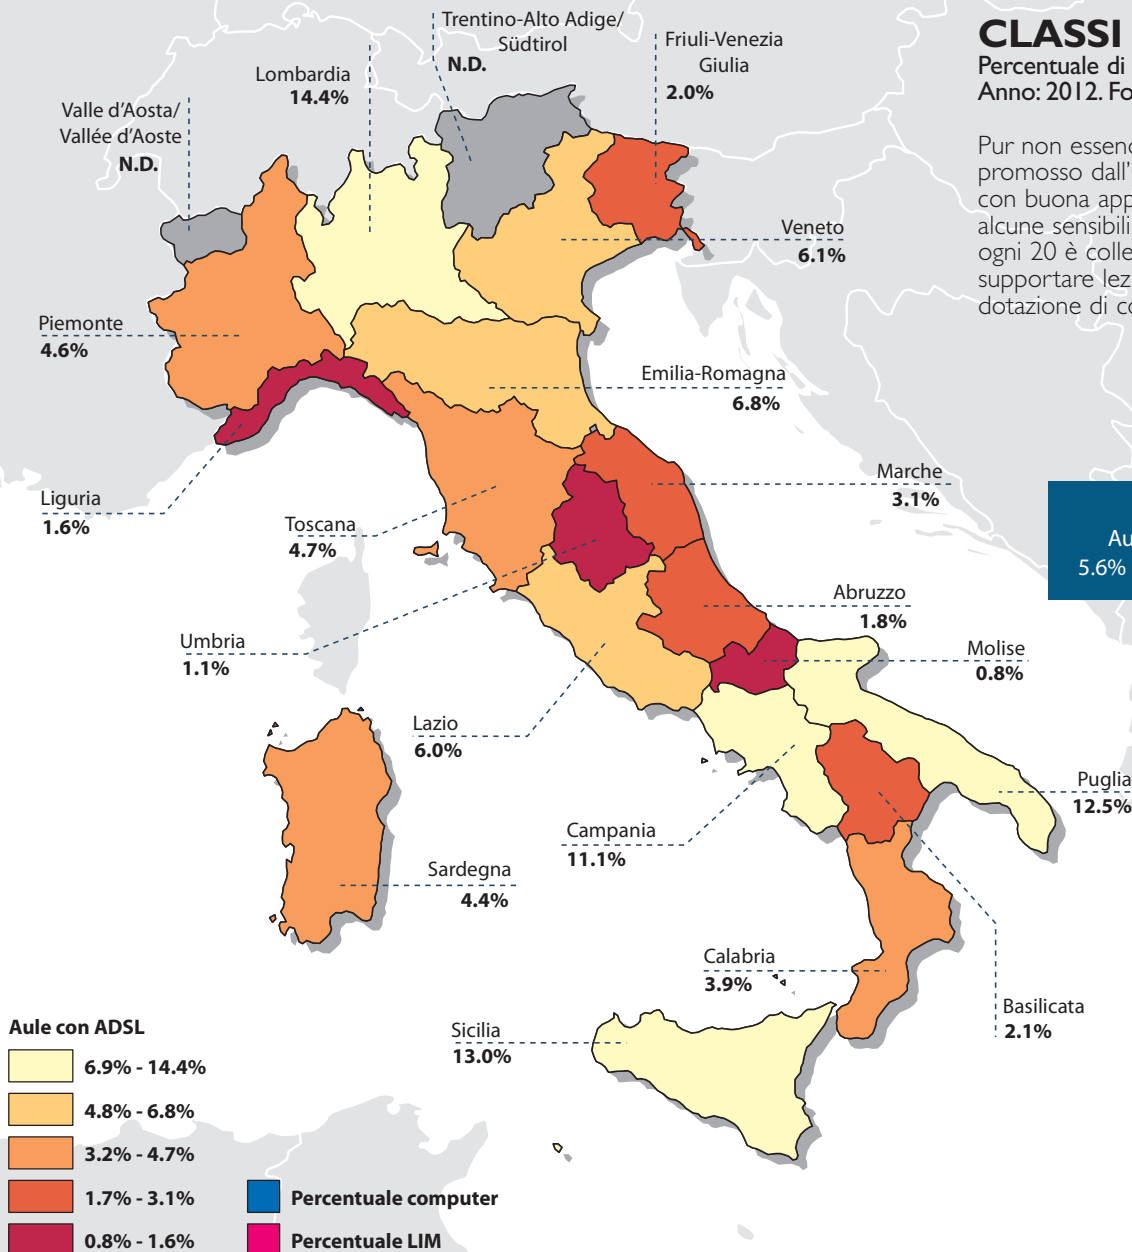 Trentino-Alto Adige/
Südtirol
N.D.
Friuli-Venezia
Giulia
2.0%
Lombardia
14.4%
Valle d'Aosta/
Vallée d'Aoste
N.D.
CLASSI
Percentuale di
Anno: 2012. Fo
Pur non essend
promosso dall'
con buona app
alcune sensibili
ogni 20 è colle
supportare lez
dotazione di co
Veneto
6.1%
Piemonte
4.6%
Emilia-Romagna
6.8%
Marche
3.1%
Liguria
1.6%
Toscana
4.7%
Au
5.6%
Abruzzo
1.8%
Umbria
1.1%
Molise
0.8%
Lazio
6.0%
Puglia
12.5%
Campania
11.1%
Sardegna
4.4%
Calabria
3.9%
Basilicata
2.1%
Sicilia
13.0%
Aule con ADSL
6.9% - 14.4%
4.8% - 6.8%
3.2% - 4.7%
1.7% - 3.1%
0.8% - 1.6%
Percentuale computer
Percentuale LIM